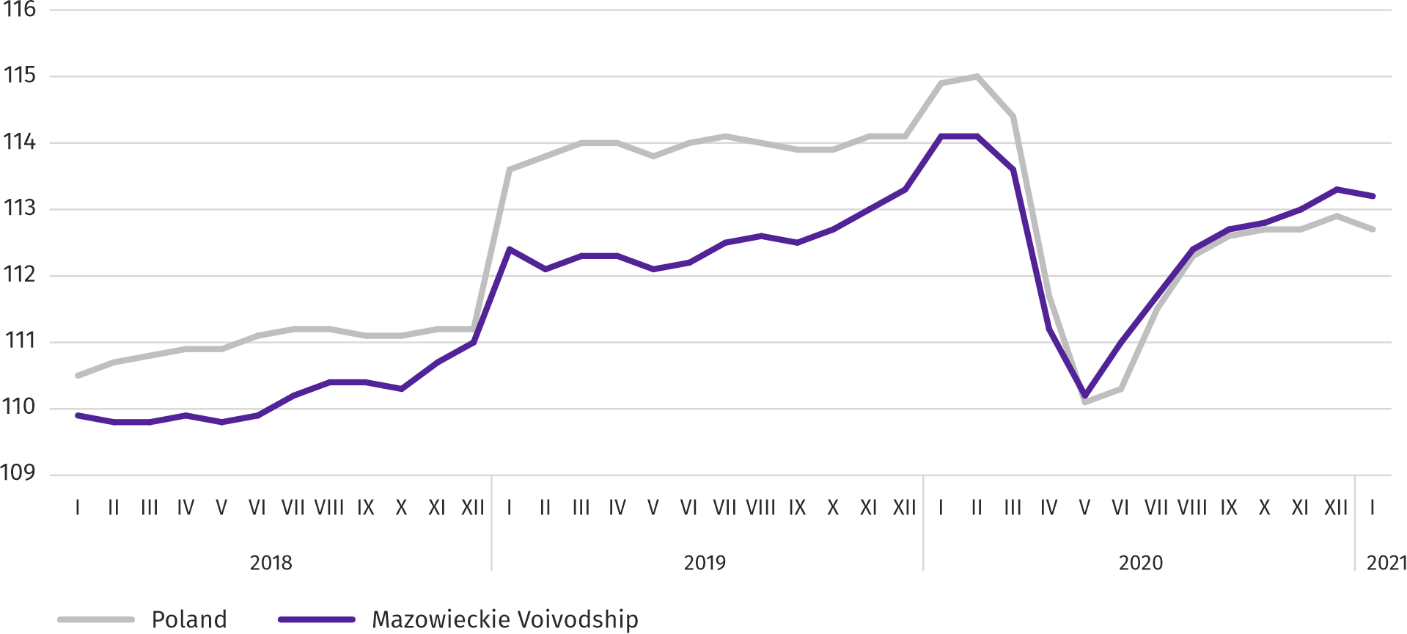 116
115
114
113
112
111
110
109
I II III IV V VI VII VIII IX X XI XII I II III IV V VI VII VIII IX X XI XII I II III IV V VI VII VIII IX X XI XII I
2018 2019 2020 2021
Poland Mazowieckie Voivodship